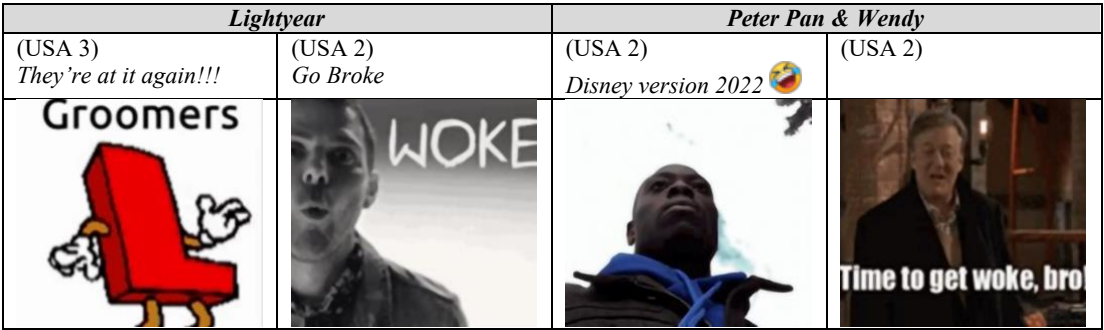 Lightyear
Peter Pan & Wendy
(USA 3)
They’re at it again!!!
(USA 2)
Go Broke
(USA 2)
Disney version 2022 🤣
(USA 2)
Groomers
WOKE
Time to get woke, bro!